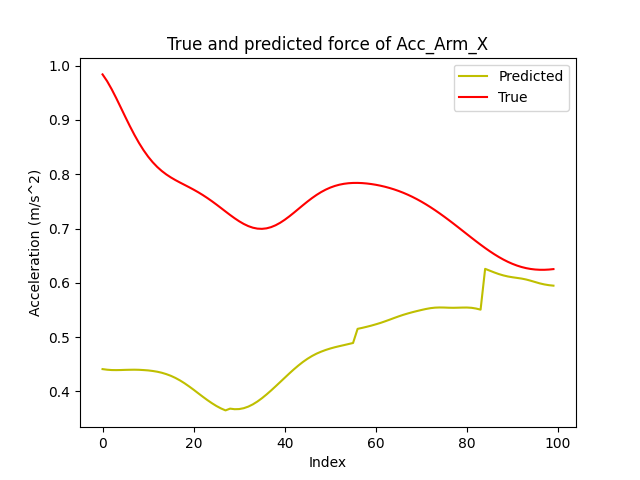 True and predicted force of Acc_Arm_X
Predicted
True
1.0
0.9
0.8
0.7
0.6
0.5
0.4
Acceleration (m/s^2)
0
20
40
60
80
100
Index